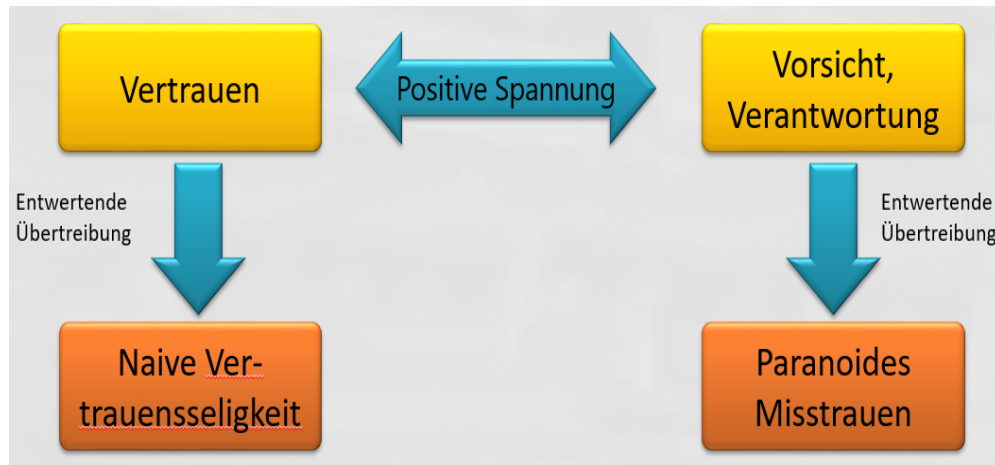 Vertrauen
Positive Spannung
Vorsicht,
Verantwortung
Entwertende
Übertreibung
Entwertende
Übertreibung
Naive Ver-
trauensseligkeit
Paranoides
Misstrauen